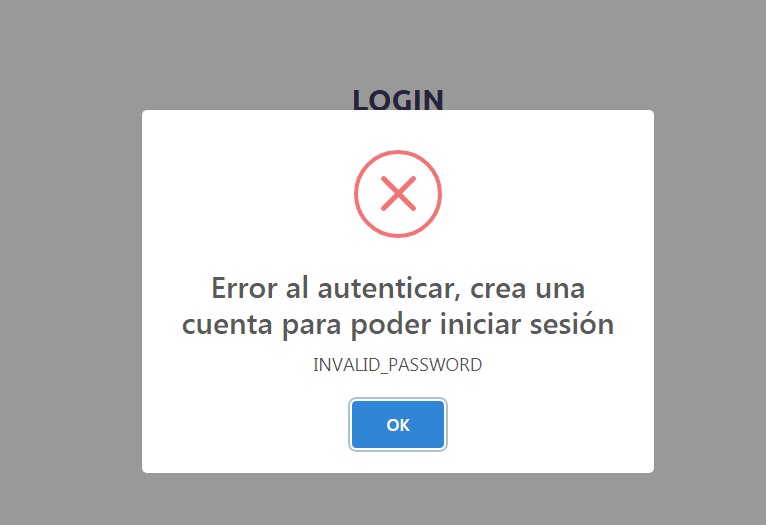 LOGIN
Error al autenticar, crea una
cuenta para poder iniciar sesión
INVALID_PASSWORD
OK